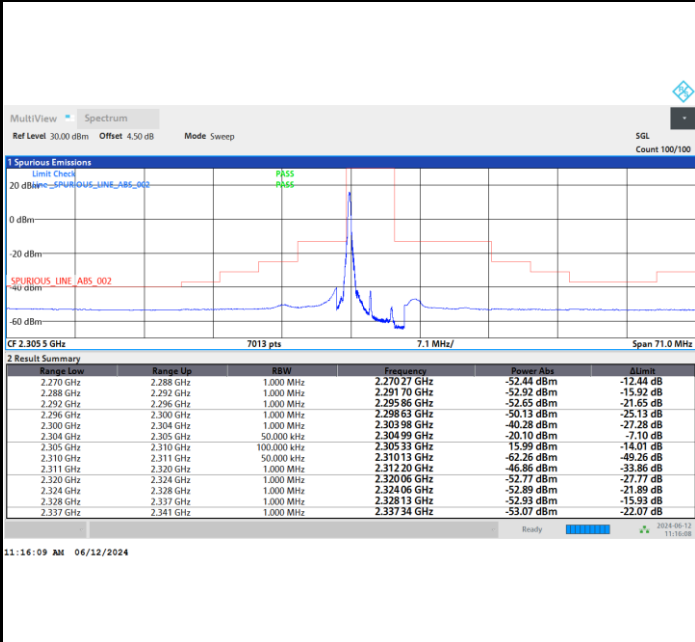 MultiView Spectrum
Ref Level 30.00 dBm Offset 4.50 dB Mode Sweep SGL
Count 100/100
1 Spurious Emissions
Limit Check PASS
Line _SPURIOUS_LINE_ABS_002 PASS
20 dBm
0 dBm
-20 dBm
SPURIOUS_LINE_ABS_002
-40 dBm
-60 dBm
CF 2.305 5 GHz 7013 pts 7.1 MHz/ Span 71.0 MHz
2 Result Summary
Range Low Range Up RBW Frequency Power Abs ΔLimit
2.270 GHz 2.288 GHz 1.000 MHz 2.270 27 GHz -52.44 dBm -12.44 dB
2.288 GHz 2.292 GHz 1.000 MHz 2.291 70 GHz -52.92 dBm -15.92 dB
2.292 GHz 2.296 GHz 1.000 MHz 2.295 86 GHz -52.65 dBm -21.65 dB
2.296 GHz 2.300 GHz 1.000 MHz 2.298 63 GHz -50.13 dBm -25.13 dB
2.300 GHz 2.304 GHz 1.000 MHz 2.303 98 GHz -40.28 dBm -27.28 dB
2.304 GHz 2.305 GHz 50.000 kHz 2.304 99 GHz -20.10 dBm -7.10 dB
2.305 GHz 2.310 GHz 100.000 kHz 2.305 33 GHz 15.99 dBm -14.01 dB
2.310 GHz 2.311 GHz 50.000 kHz 2.310 13 GHz -62.26 dBm -49.26 dB
2.311 GHz 2.320 GHz 1.000 MHz 2.312 20 GHz -46.86 dBm -33.86 dB
2.320 GHz 2.324 GHz 1.000 MHz 2.320 06 GHz -52.77 dBm -27.77 dB
2.324 GHz 2.328 GHz 1.000 MHz 2.324 06 GHz -52.89 dBm -21.89 dB
2.328 GHz 2.337 GHz 1.000 MHz 2.328 13 GHz -52.93 dBm -15.93 dB
2.337 GHz 2.341 GHz 1.000 MHz 2.337 34 GHz -53.07 dBm -22.07 dB
Ready 2024-06-12
11:16:08
11:16:09 AM 06/12/2024